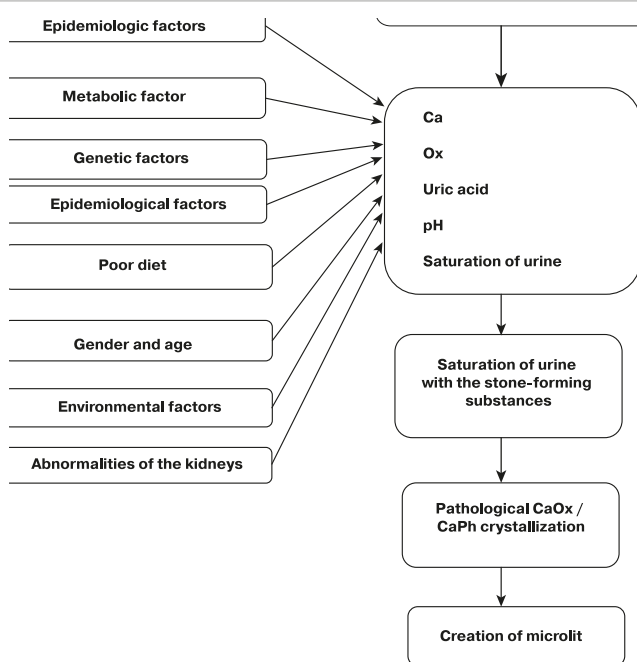 Epidemiologic factors
Metabolic factor
Genetic factors
Epidemiological factors
Poor diet
Gender and age
Environmental factors
Abnormalities of the kidneys
Ca
Ox
Uric acid
pH
Saturation of urine
Saturation of urine
with the stone-forming
substances
Pathological CaOx /
CaPh crystallization
Creation of microlit